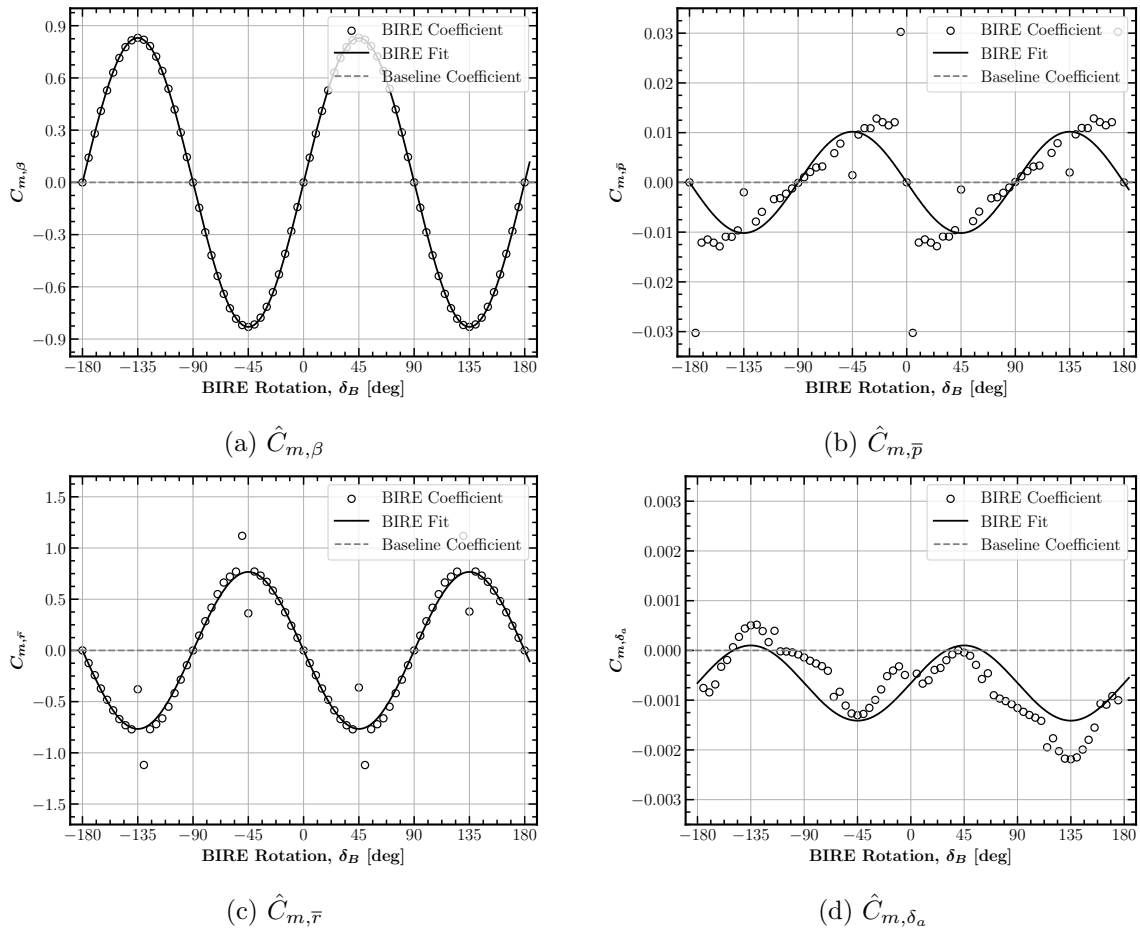 0.9
0.6
0.3
0.0
−0.3
−0.6
−0.9
C_{m,β}
BIRE Coefficient
BIRE Fit
Baseline Coefficient
−180 −135 −90 −45 0 45 90 135 180
BIRE Rotation, δ_B [deg]
(a) Ĉ_{m,β}
0.03
0.02
0.01
0.00
−0.01
−0.02
−0.03
C_{m,p̄}
BIRE Coefficient
BIRE Fit
Baseline Coefficient
−180 −135 −90 −45 0 45 90 135 180
BIRE Rotation, δ_B [deg]
(b) Ĉ_{m,p̄}
1.5
1.0
0.5
0.0
−0.5
−1.0
−1.5
C_{m,r̄}
BIRE Coefficient
BIRE Fit
Baseline Coefficient
−180 −135 −90 −45 0 45 90 135 180
BIRE Rotation, δ_B [deg]
(c) Ĉ_{m,r̄}
0.003
0.002
0.001
0.000
−0.001
−0.002
−0.003
C_{m,δ_a}
BIRE Coefficient
BIRE Fit
Baseline Coefficient
−180 −135 −90 −45 0 45 90 135 180
BIRE Rotation, δ_B [deg]
(d) Ĉ_{m,δ_a}